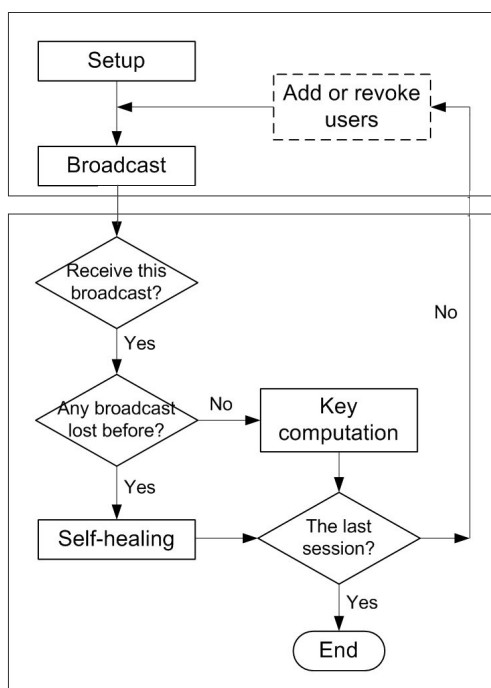 Setup
Add or revoke
users
Broadcast
Receive this
broadcast?
No
Yes
Any broadcast
lost before?
No
Key
computation
Yes
Self-healing
The last
session?
Yes
End